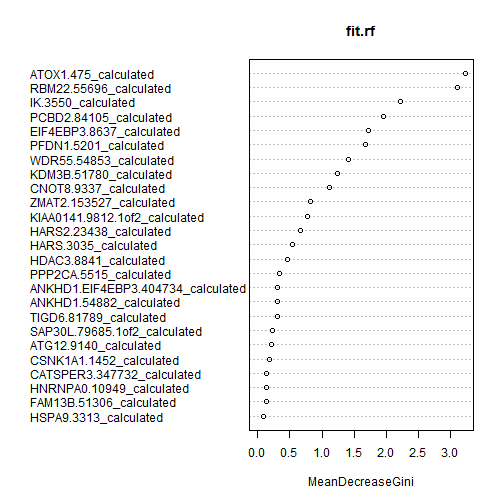 fit.rf
ATOX1.475_calculated
RBM22.55696_calculated
IK.3550_calculated
PCBD2.84105_calculated
EIF4EBP3.8637_calculated
PFDN1.5201_calculated
WDR55.54853_calculated
KDM3B.51780_calculated
CNOT8.9337_calculated
ZMAT2.153527_calculated
KIAA0141.9812.1of2_calculated
HARS2.23438_calculated
HARS.3035_calculated
HDAC3.8841_calculated
PPP2CA.5515_calculated
ANKHD1.EIF4EBP3.404734_calculated
ANKHD1.54882_calculated
TIGD6.81789_calculated
SAP30L.79685.1of2_calculated
ATG12.9140_calculated
CSNK1A1.1452_calculated
CATSPER3.347732_calculated
HNRNPA0.10949_calculated
FAM13B.51306_calculated
HSPA9.3313_calculated
0.0 0.5 1.0 1.5 2.0 2.5 3.0
MeanDecreaseGini